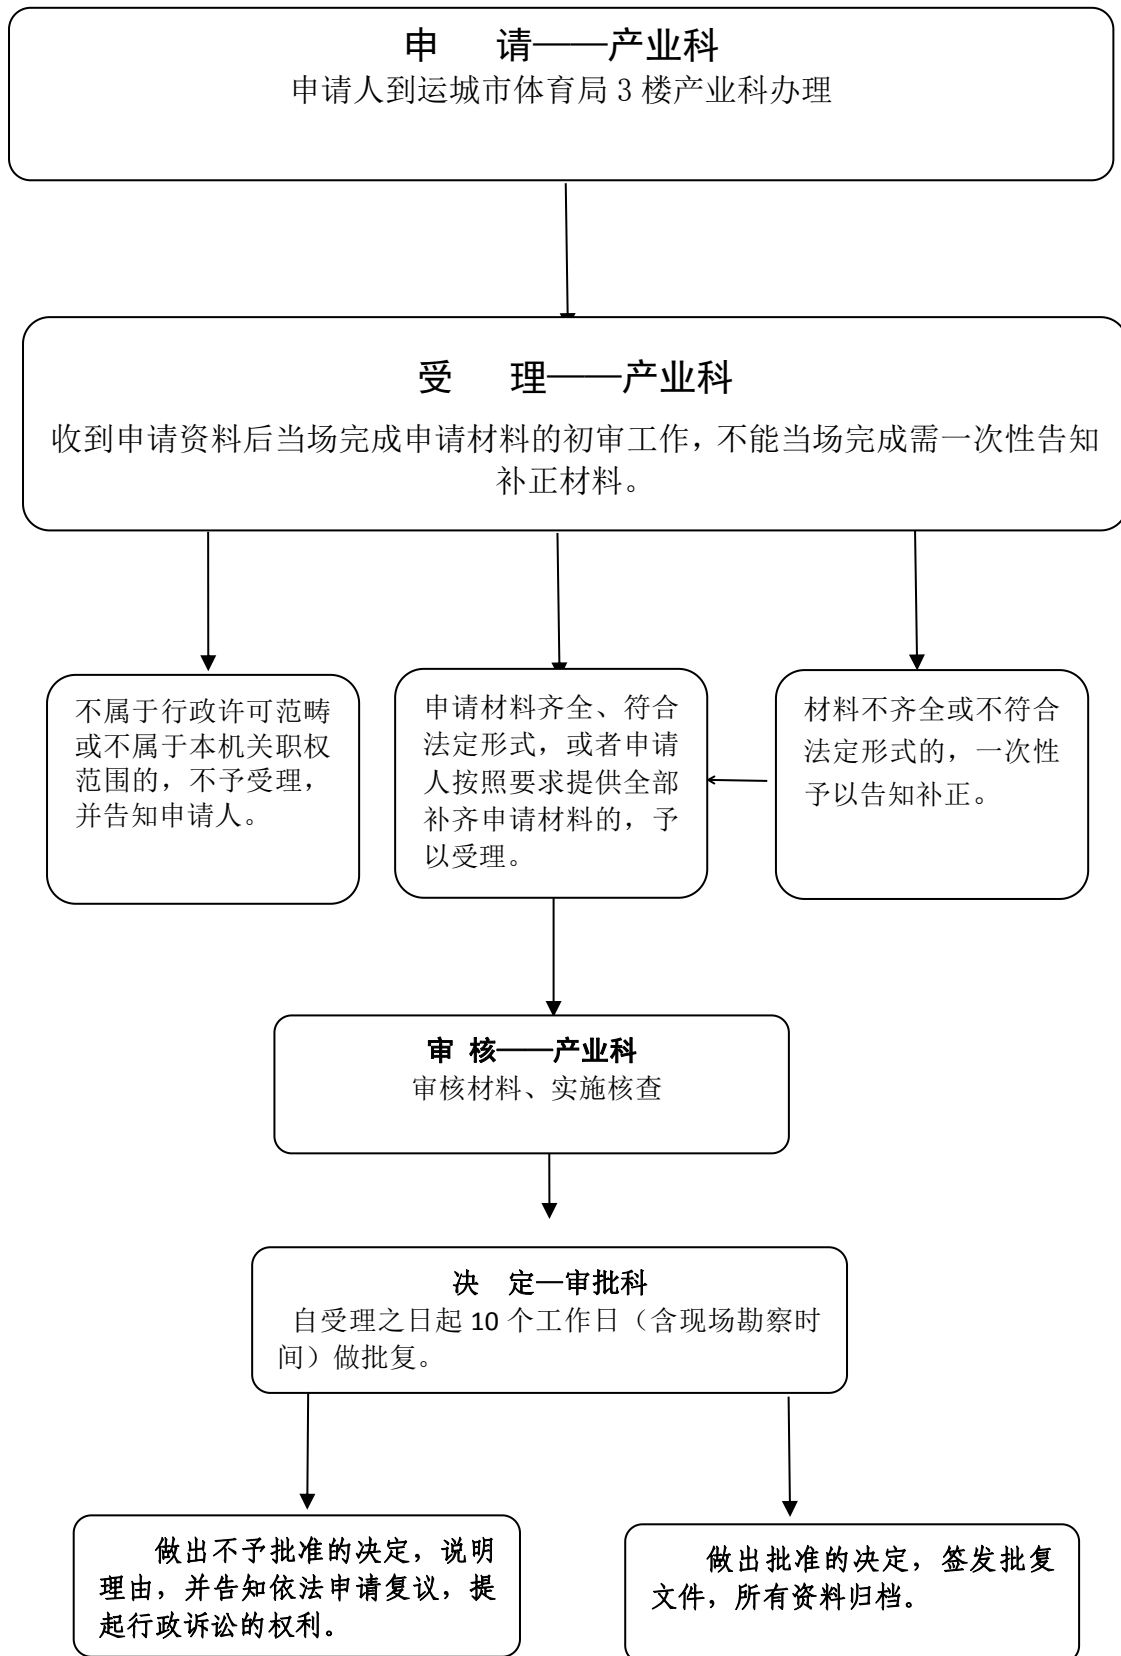 申 请——产业科
申请人到运城市体育局 3 楼产业科办理
受 理——产业科
收到申请资料后当场完成申请材料的初审工作，不能当场完成需一次性告知
补正材料。
不属于行政许可范畴
或不属于本机关职权
范围的，不予受理，
并告知申请人。
申请材料齐全、符合
法定形式，或者申请
人按照要求提供全部
补齐申请材料的，予
以受理。
材料不齐全或不符合
法定形式的，一次性
予以告知补正。
审 核——产业科
审核材料、实施核查
决 定—审批科
自受理之日起 10 个工作日（含现场勘察时
间）做批复。
做出不予批准的决定，说明
理由，并告知依法申请复议，提
起行政诉讼的权利。
做出批准的决定，签发批复
文件，所有资料归档。